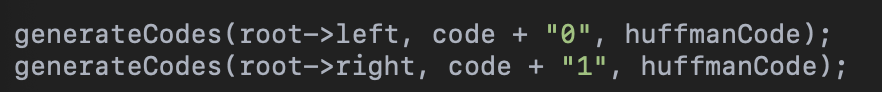 generateCodes(root->left, code + "0", huffmanCode);
generateCodes(root->right, code + "1", huffmanCode);